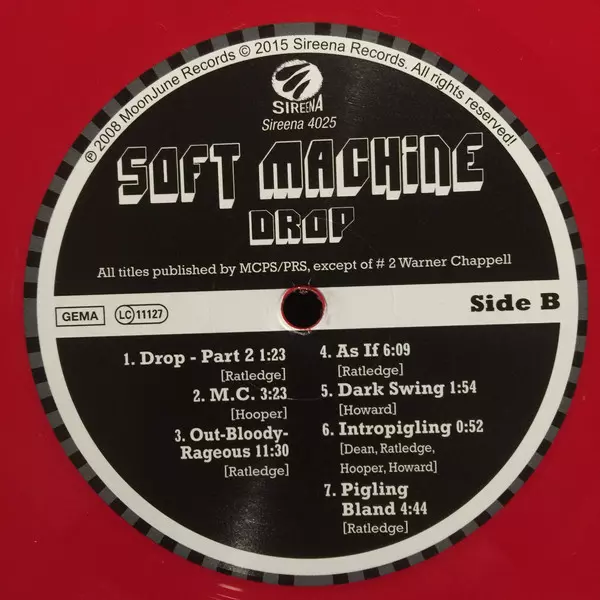 ℗ 2008 MoonJune Records © 2015 Sireena Records. All rights reserved!
SIREENA
Sireena 4025
SOFT MACHINE
DROP
All titles published by MCPS/PRS, except of # 2 Warner Chappell
GEMA
LC 11127
Side B
1. Drop - Part 2 1:23
[Ratledge]
2. M.C. 3:23
[Hooper]
3. Out-Bloody-
Rageous 11:30
[Ratledge]
4. As If 6:09
[Ratledge]
5. Dark Swing 1:54
[Howard]
6. Intropigling 0:52
[Dean, Ratledge,
Hooper, Howard]
7. Pigling
Bland 4:44
[Ratledge]